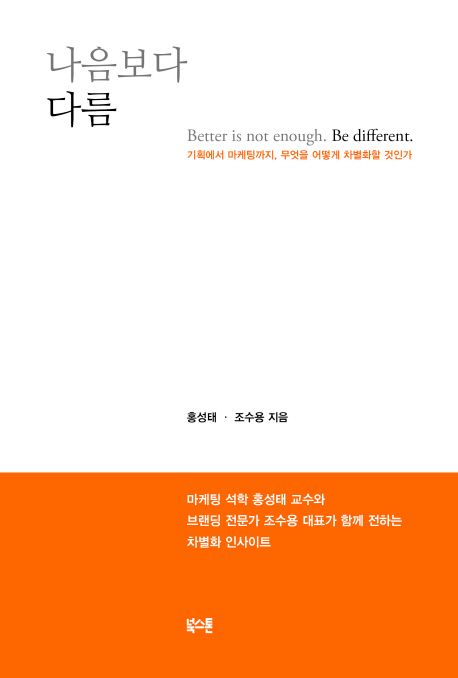 나음보다
다름
Better is not enough. Be different.
기획에서 마케팅까지, 무엇을 어떻게 차별화할 것인가
홍성태 · 조수용 지음
마케팅 석학 홍성태 교수와
브랜딩 전문가 조수용 대표가 함께 전하는
차별화 인사이트
북스톤